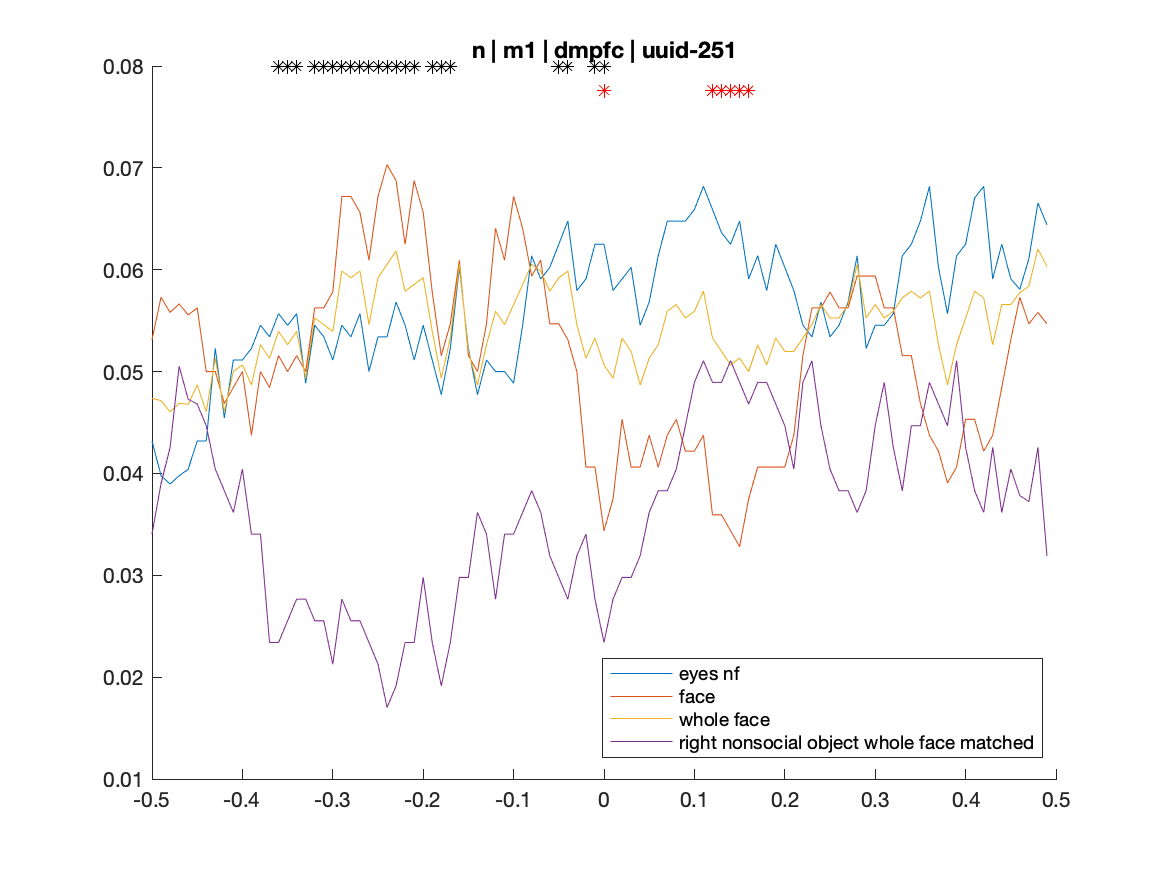 n | m1 | dmpfc | uuid-251
0.08
0.07
0.06
0.05
0.04
0.03
0.02
0.01
-0.5 -0.4 -0.3 -0.2 -0.1 0 0.1 0.2 0.3 0.4 0.5
eyes nf
face
whole face
right nonsocial object whole face matched